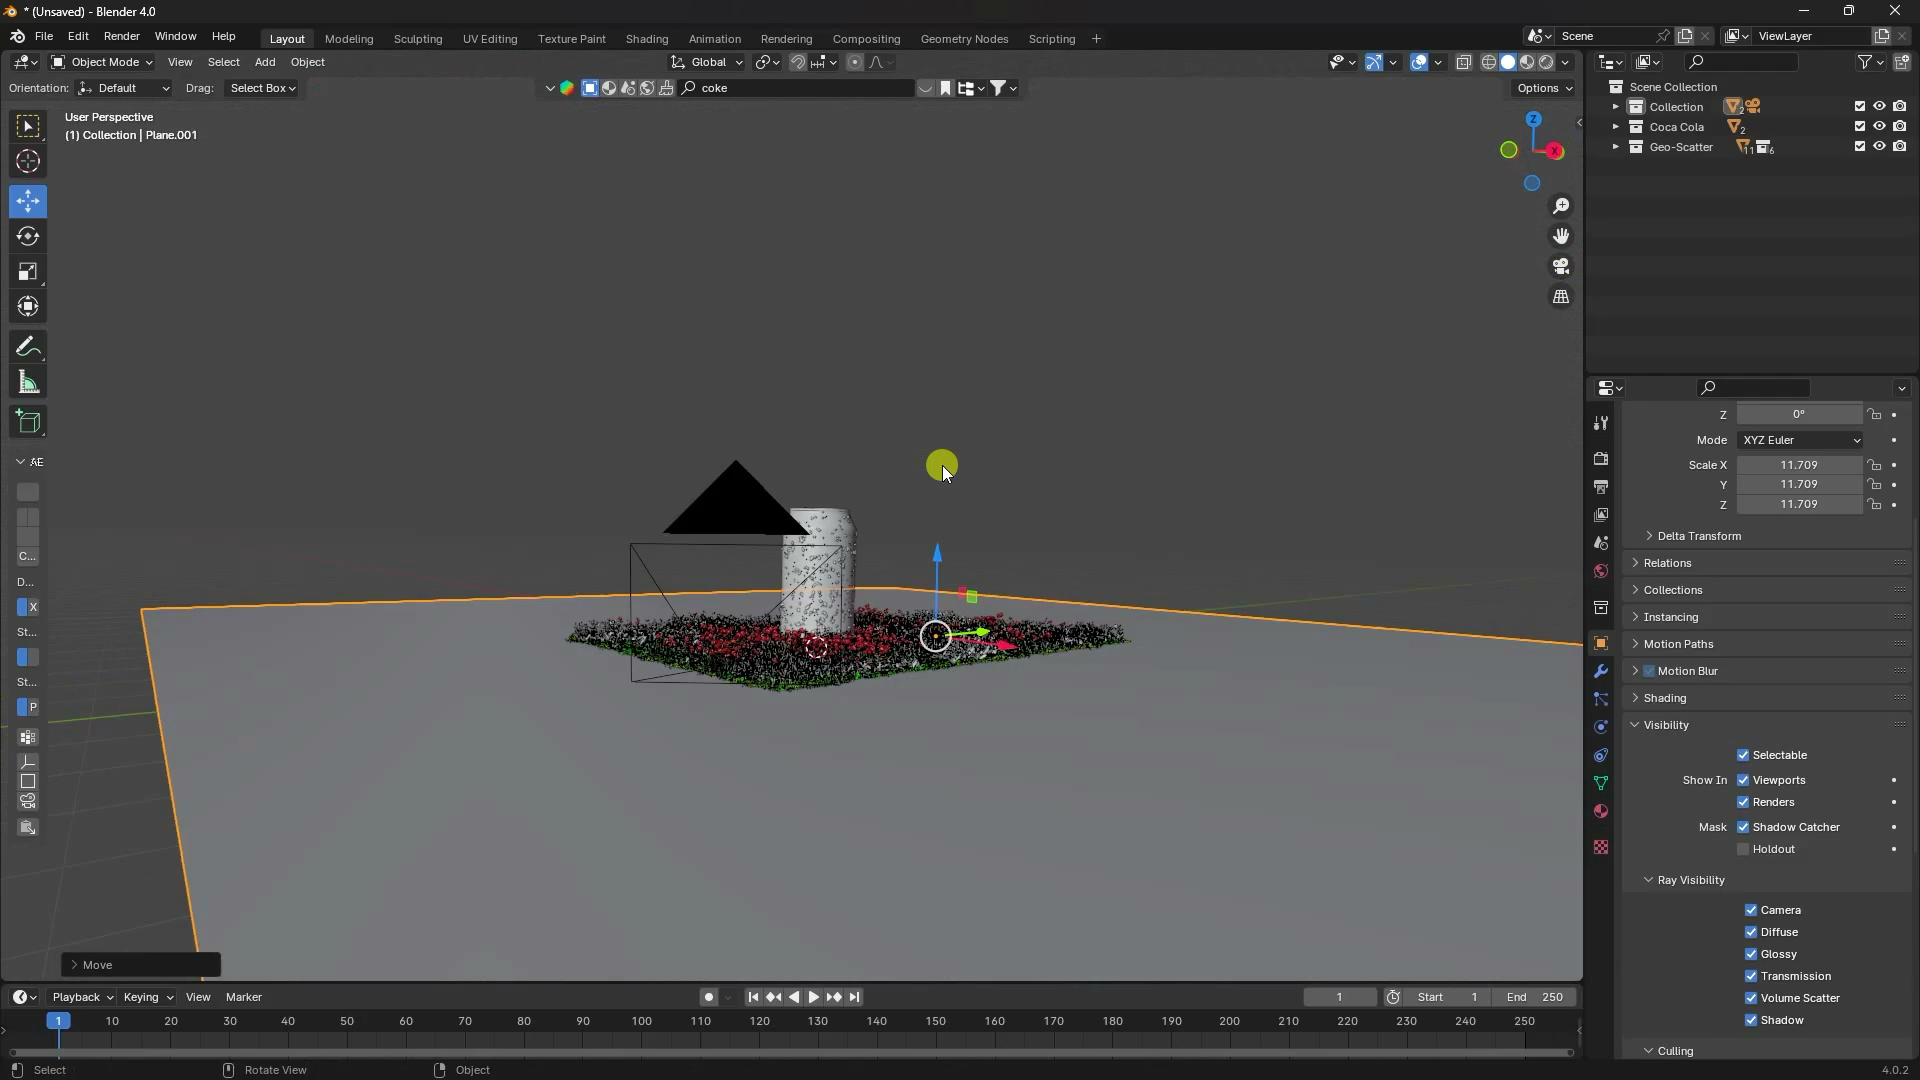 * (Unsaved) - Blender 4.0
File Edit Render Window Help
Layout Modeling Sculpting UV Editing Texture Paint Shading Animation Rendering Compositing Geometry Nodes Scripting +
Scene
ViewLayer
Object Mode View Select Add Object
Global
Orientation: Default Drag: Select Box
coke
Options
User Perspective
(1) Collection | Plane.001
Z
X
Scene Collection
Collection 2
Coca Cola 2
Geo-Scatter 11 6
AE
C...
D...
X
St...
St...
P
Z 0°
Mode XYZ Euler
Scale X 11.709
Y 11.709
Z 11.709
Delta Transform
Relations
Collections
Instancing
Motion Paths
Motion Blur
Shading
Visibility
Selectable
Show In Viewports
Renders
Mask Shadow Catcher
Holdout
Ray Visibility
Camera
Diffuse
Glossy
Transmission
Volume Scatter
Shadow
Culling
Move
Playback Keying View Marker
1
Start 1
End 250
1 10 20 30 40 50 60 70 80 90 100 110 120 130 140 150 160 170 180 190 200 210 220 230 240 250
Select
Rotate View
Object
4.0.2